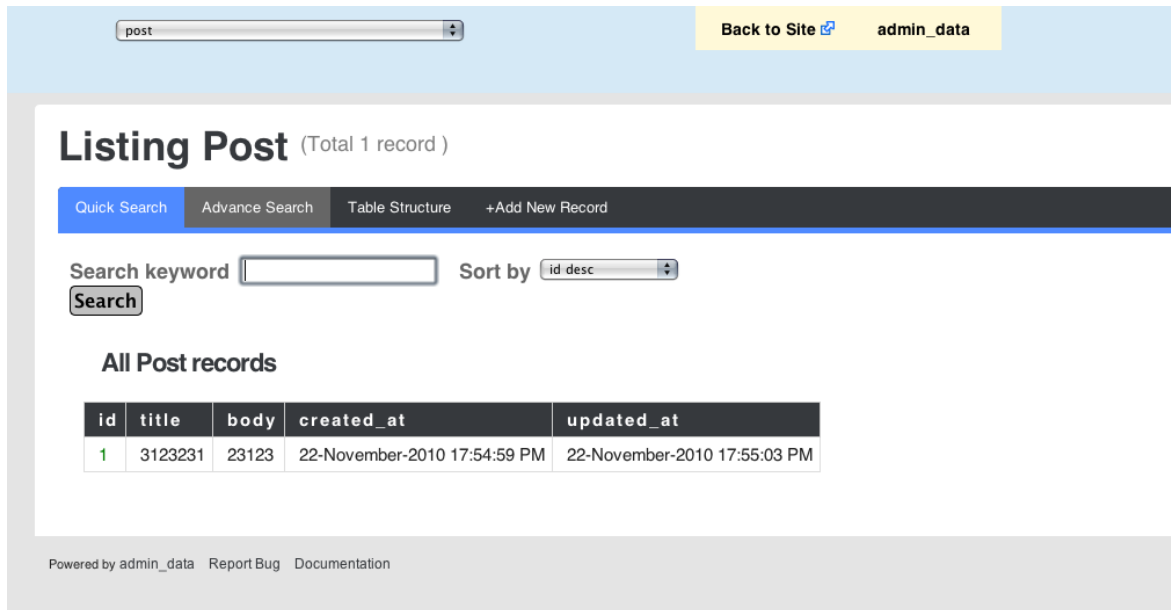 post Back to Site admin_data
Listing Post (Total 1 record )
Quick Search Advance Search Table Structure +Add New Record
Search keyword Sort by id desc
Search
All Post records
id title body created_at updated_at
1 3123231 23123 22-November-2010 17:54:59 PM 22-November-2010 17:55:03 PM
Powered by admin_data Report Bug Documentation